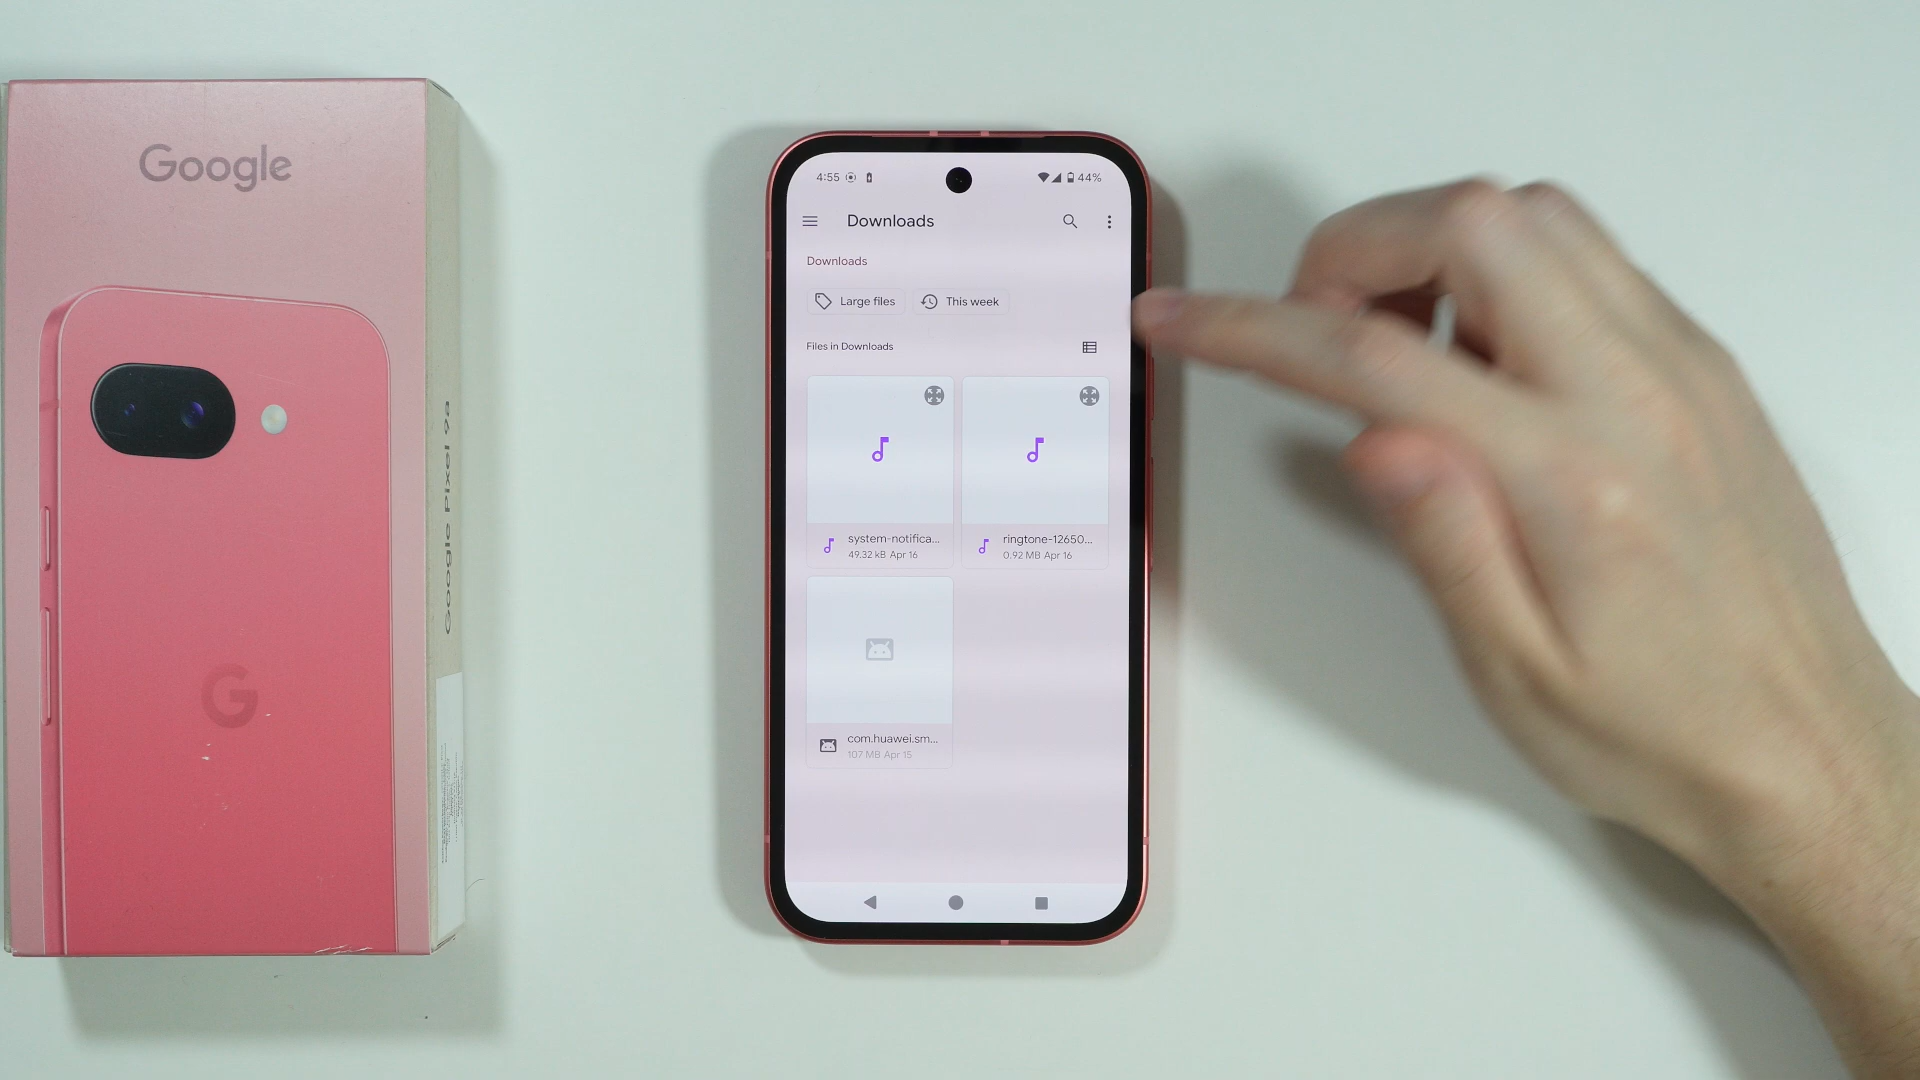 Google
Google Pixel 9a
4:55
44%
Downloads
Downloads
Large files
This week
Files in Downloads
system-notifica...
49.32 kB Apr 16
ringtone-12650...
0.92 MB Apr 16
com.huawei.sm...
107 MB Apr 15